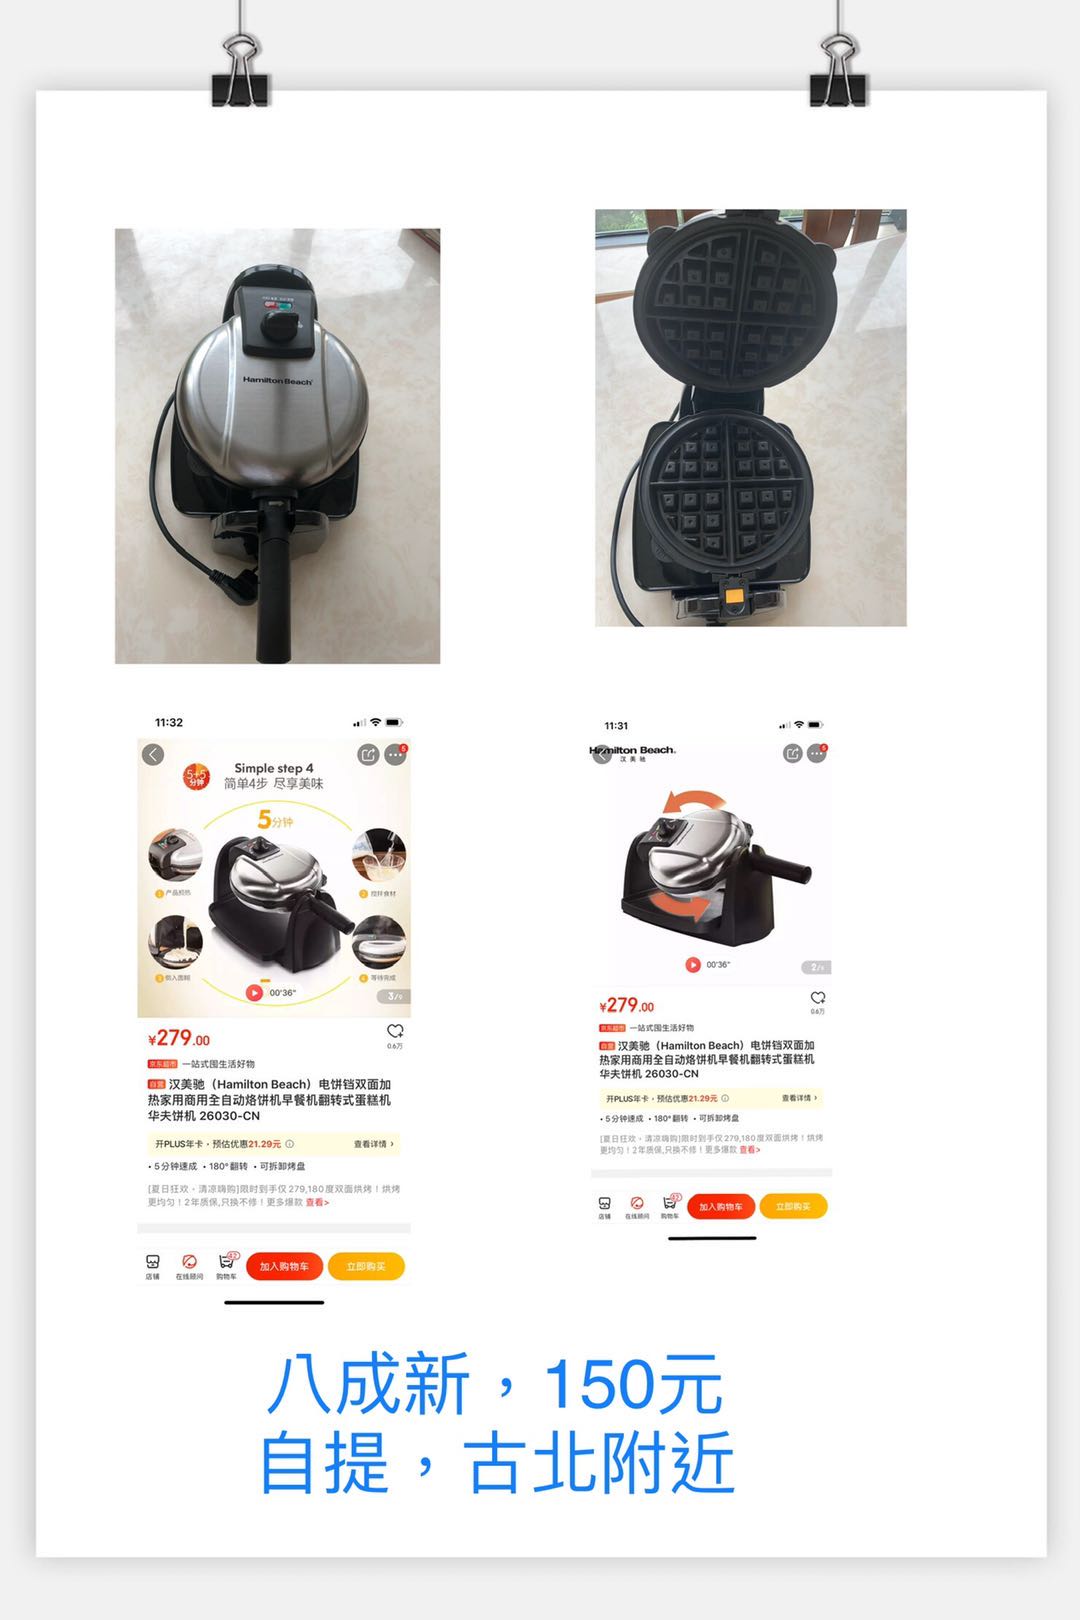 Hamilton Beach
11:32
5
5+5
分钟
Simple step 4
简单4步 尽享美味
5分钟
1 产品预热
2 搅拌食材
3 倒入面糊
4 等待完成
00'36"
3/9
¥279.00
0.6万
京东超市 一站式囤生活好物
自营 汉美驰（Hamilton Beach）电饼铛双面加
热家用商用全自动烙饼机早餐机翻转式蛋糕机
华夫饼机 26030-CN
开PLUS年卡·预估优惠21.29元 查看详情 ›
• 5分钟速成 • 180°翻转 • 可拆卸烤盘
[夏日狂欢·清凉嗨购]限时到手仅279,180度双面烘烤！烘烤
更均匀！2年质保,只换不修！更多爆款 查看>
店铺
在线顾问
42
购物车
加入购物车
立即购买
11:31
5
Hamilton Beach.
汉美驰
00'36"
2/9
¥279.00
0.6万
京东超市 一站式囤生活好物
自营 汉美驰（Hamilton Beach）电饼铛双面加
热家用商用全自动烙饼机早餐机翻转式蛋糕机
华夫饼机 26030-CN
开PLUS年卡·预估优惠21.29元 查看详情 ›
• 5分钟速成 • 180°翻转 • 可拆卸烤盘
[夏日狂欢·清凉嗨购]限时到手仅279,180度双面烘烤！烘烤
更均匀！2年质保,只换不修！更多爆款 查看>
店铺
在线顾问
42
购物车
加入购物车
立即购买
八成新，150元
自提，古北附近